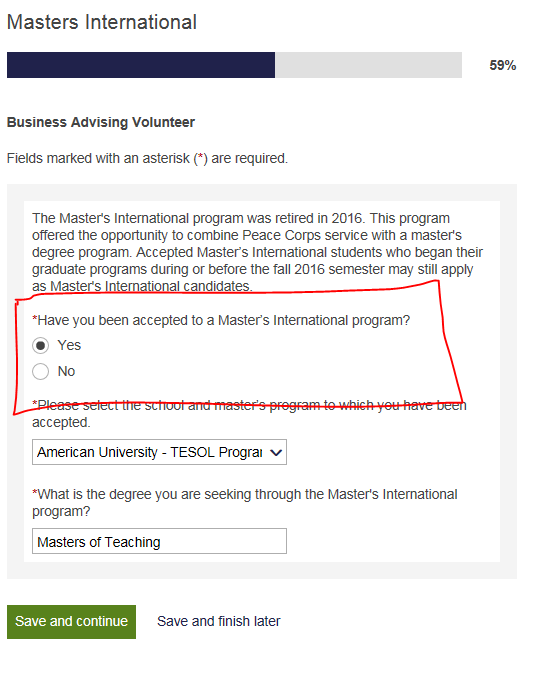 Masters International
59%
Business Advising Volunteer
Fields marked with an asterisk (*) are required.
The Master's International program was retired in 2016. This program
offered the opportunity to combine Peace Corps service with a master's
degree program. Accepted Master's International students who began their
graduate programs during or before the fall 2016 semester may still apply
as Master's International candidates.
*Have you been accepted to a Master's International program?
Yes
No
*Please select the school and master's program to which you have been
accepted.
American University - TESOL Prograr
*What is the degree you are seeking through the Master's International
program?
Masters of Teaching
Save and continue Save and finish later